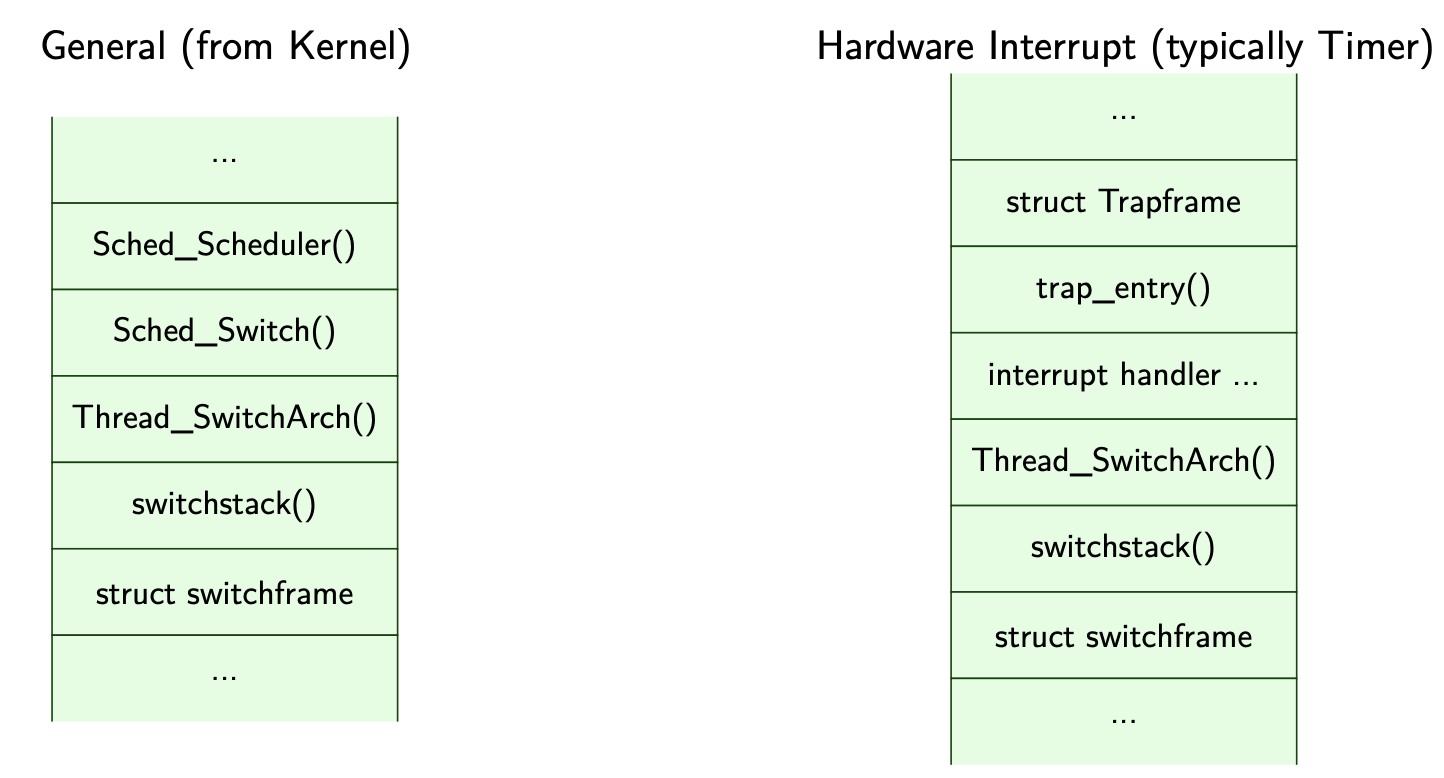 General (from Kernel)
...
Sched_Scheduler()
Sched_Switch()
Thread_SwitchArch()
switchstack()
struct switchframe
...
Hardware Interrupt (typically Timer)
...
struct Trapframe
trap_entry()
interrupt handler ...
Thread_SwitchArch()
switchstack()
struct switchframe
...